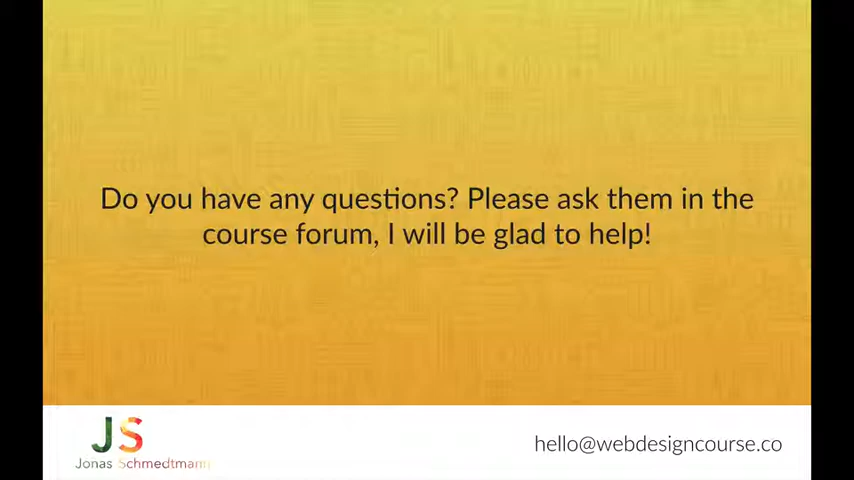 Do you have any questions? Please ask them in the
course forum, I will be glad to help!
JS
Jonas Schmedtmann
hello@webdesigncourse.co